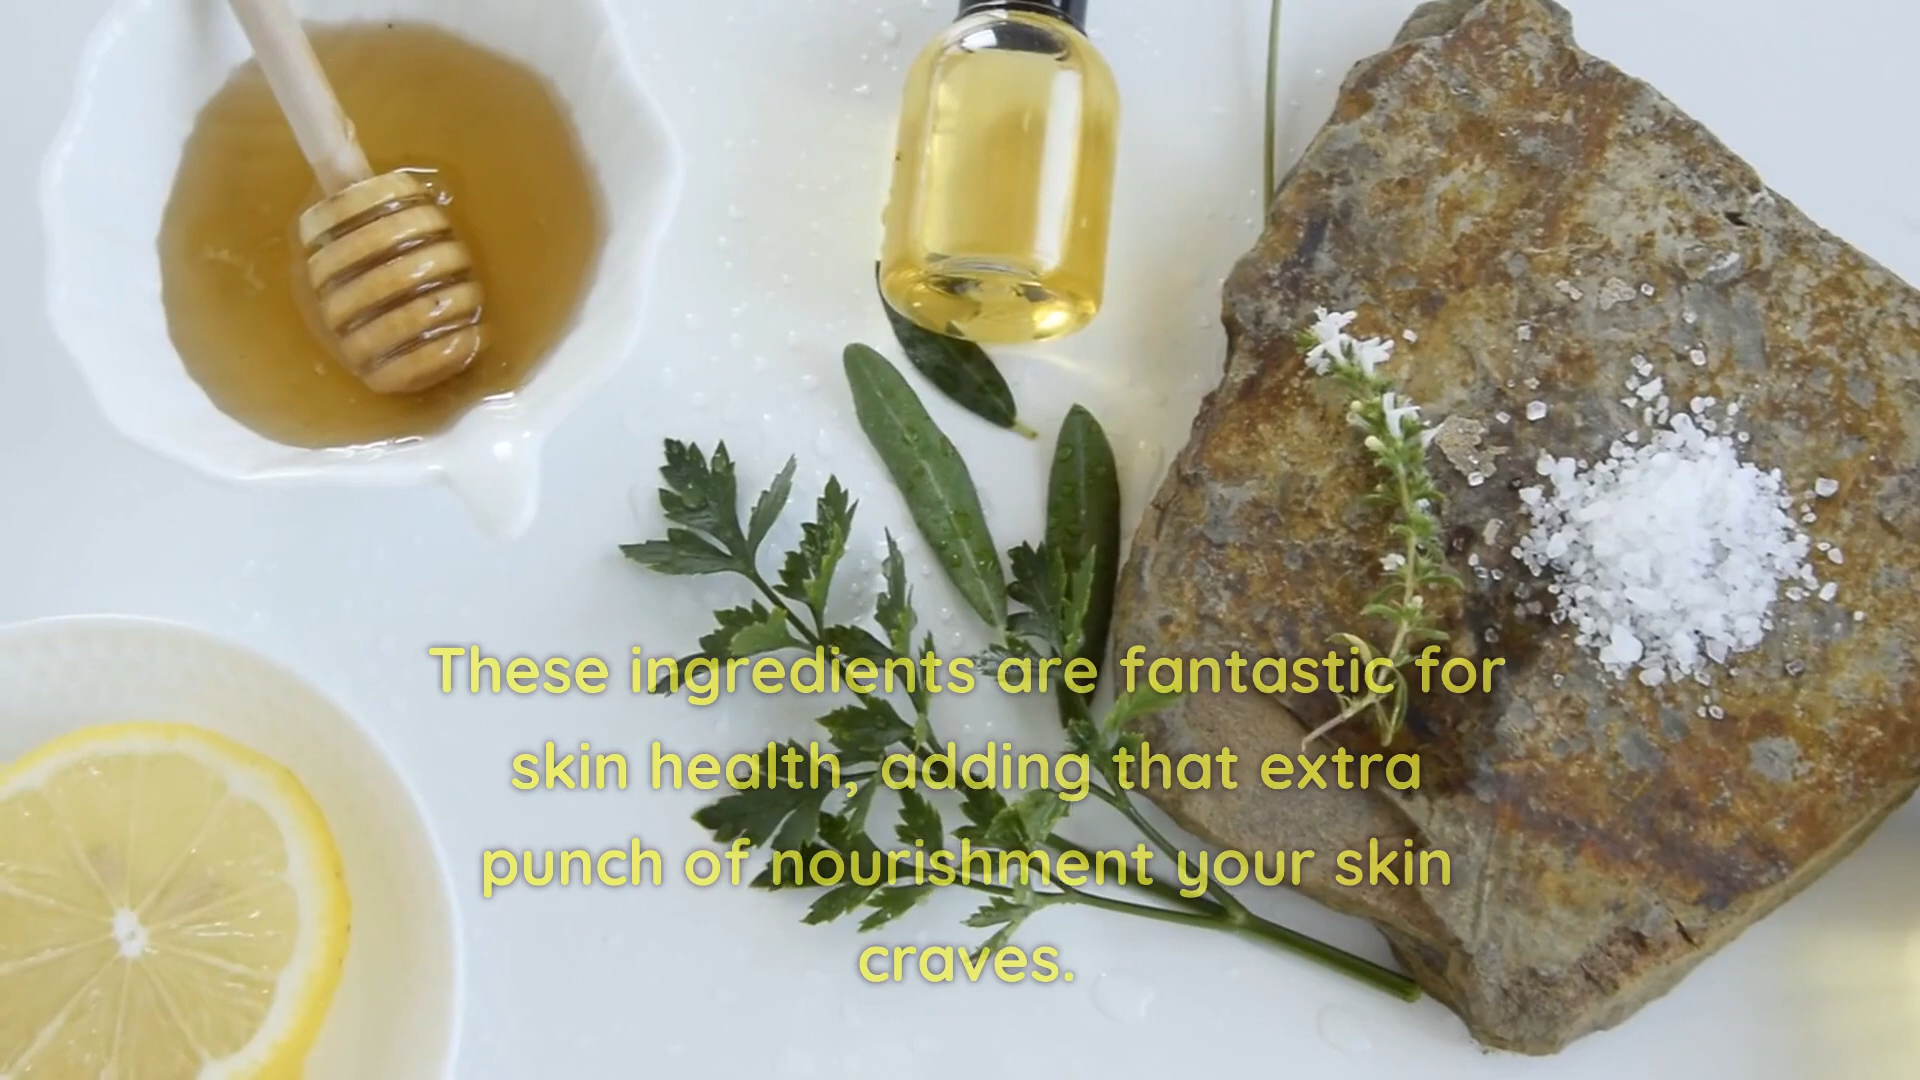 These ingredients are fantastic for
skin health, adding that extra
punch of nourishment your skin
craves.